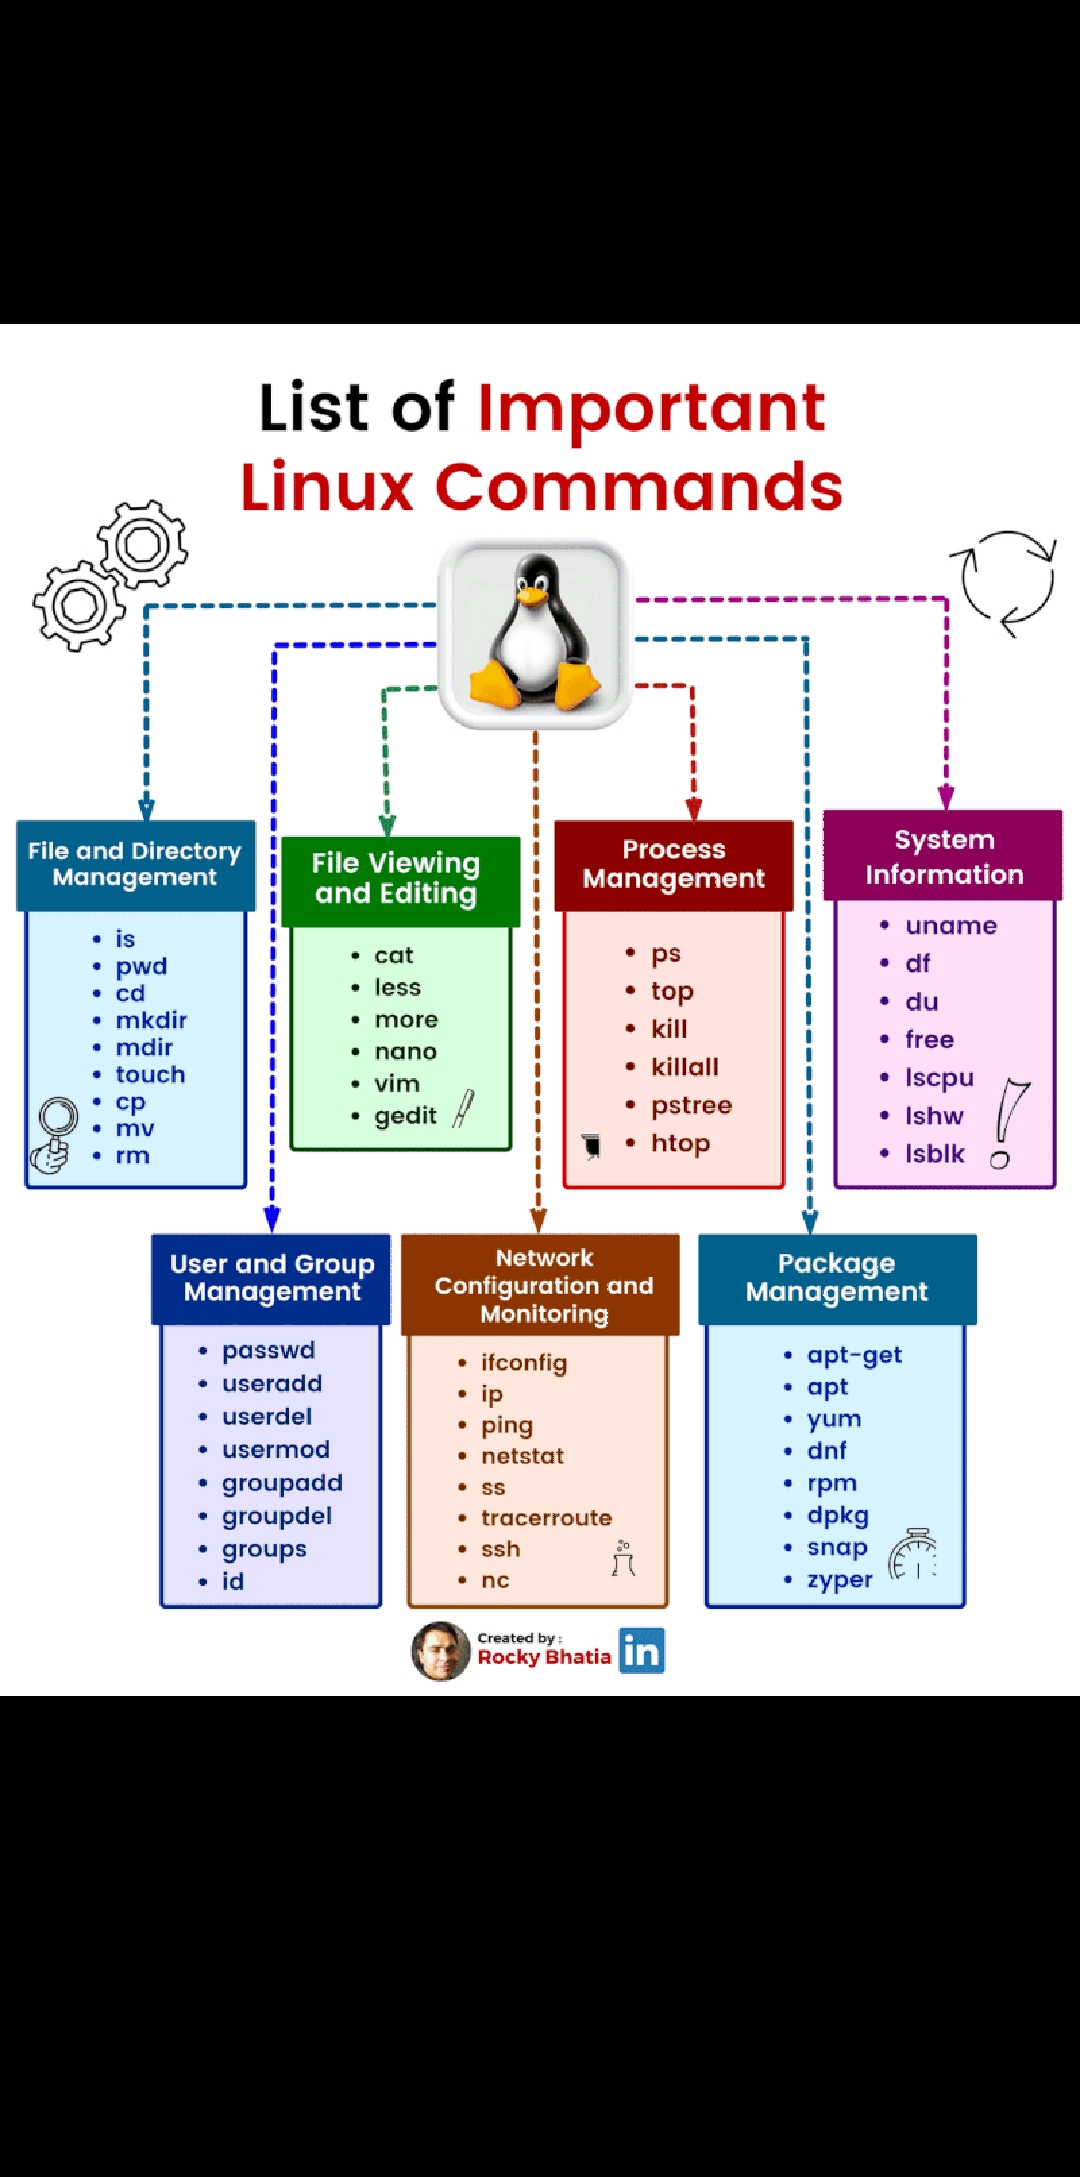 List of Important
Linux Commands
File and Directory
Management
• is
• pwd
• cd
• mkdir
• mdir
• touch
• cp
• mv
• rm
File Viewing
and Editing
• cat
• less
• more
• nano
• vim
• gedit
Process
Management
• ps
• top
• kill
• killall
• pstree
• htop
System
Information
• uname
• df
• du
• free
• lscpu
• lshw
• lsblk
User and Group
Management
• passwd
• useradd
• userdel
• usermod
• groupadd
• groupdel
• groups
• id
Network
Configuration and
Monitoring
• ifconfig
• ip
• ping
• netstat
• ss
• tracerroute
• ssh
• nc
Package
Management
• apt-get
• apt
• yum
• dnf
• rpm
• dpkg
• snap
• zyper
Created by :
Rocky Bhatia
in